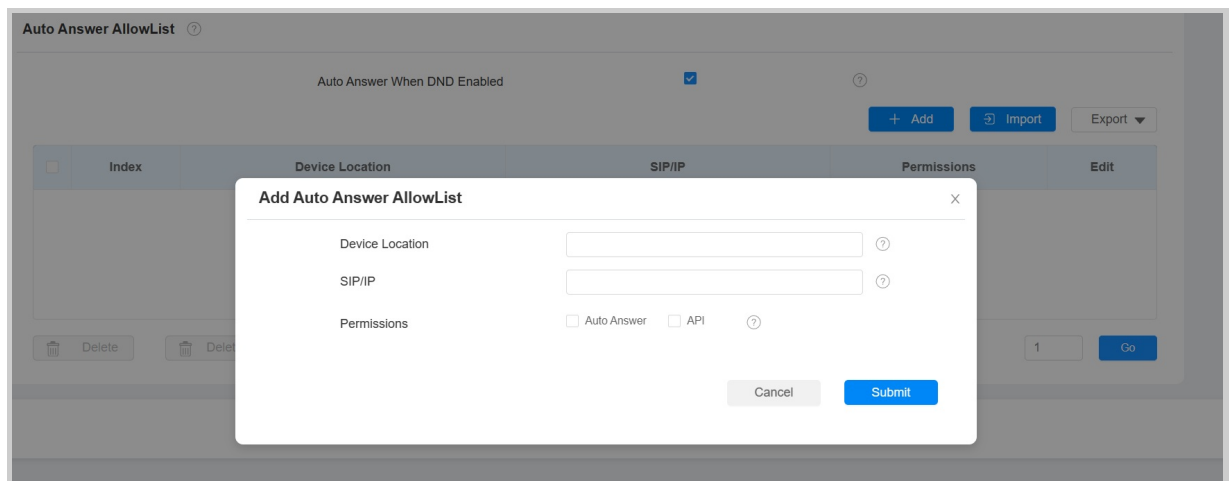 Auto Answer AllowList ?
Auto Answer When DND Enabled ?
+ Add Import Export
Index Device Location SIP/IP Permissions Edit
Add Auto Answer AllowList X
Device Location ?
SIP/IP ?
Permissions Auto Answer API ?
Delete Delet 1 Go
Cancel Submit